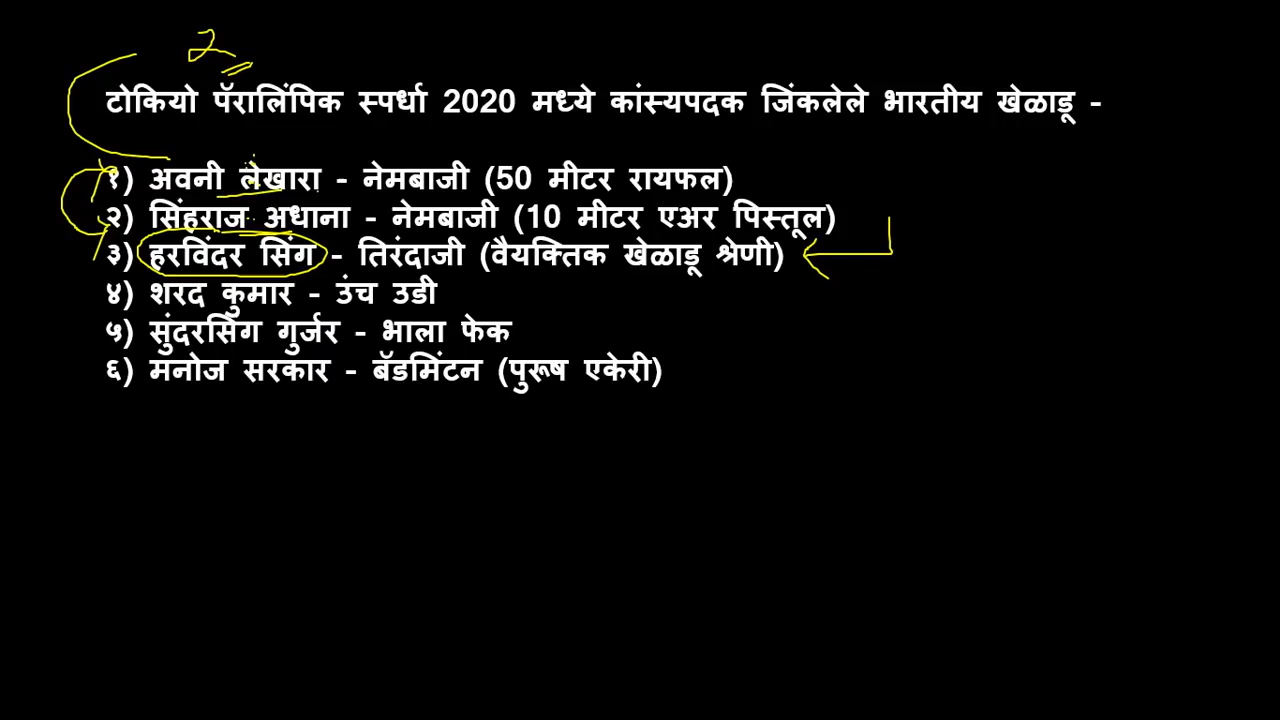 2
टोकियो पॅरालिंपिक स्पर्धा 2020 मध्ये कांस्यपदक जिंकलेले भारतीय खेळाडू -
१) अवनी लेखारा - नेमबाजी (50 मीटर रायफल)
२) सिंहराज अधाना - नेमबाजी (10 मीटर एअर पिस्तूल)
३) हरविंदर सिंग - तिरंदाजी (वैयक्तिक खेळाडू श्रेणी)
४) शरद कुमार - उंच उडी
५) सुंदरसिंग गुर्जर - भाला फेक
६) मनोज सरकार - बॅडमिंटन (पुरूष एकेरी)